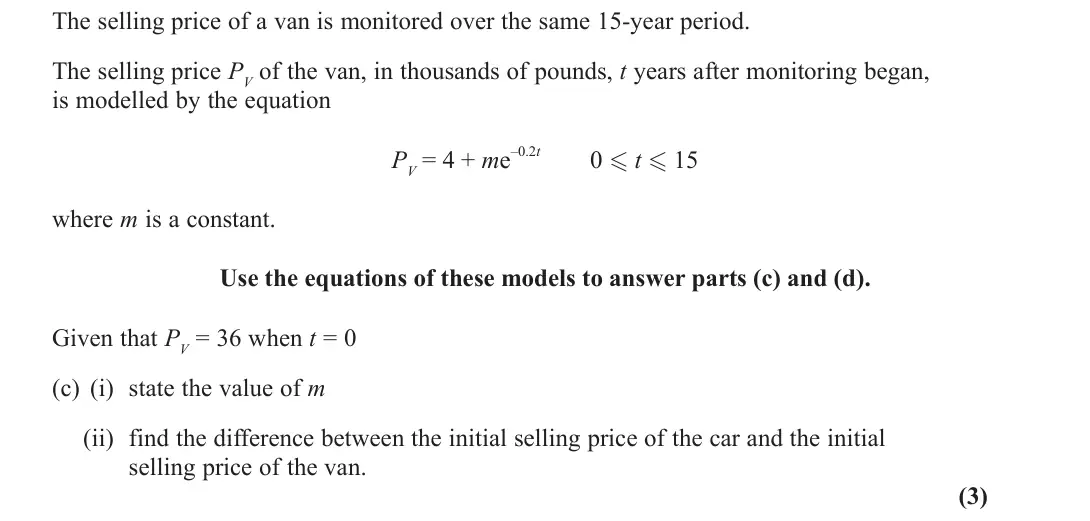 The selling price of a van is monitored over the same 15-year period.
The selling price P_V of the van, in thousands of pounds, t years after monitoring began,
is modelled by the equation
P_V = 4 + me^{–0.2t}  0 ⩽ t ⩽ 15
where m is a constant.
Use the equations of these models to answer parts (c) and (d).
Given that P_V = 36 when t = 0
(c) (i) state the value of m
(ii) find the difference between the initial selling price of the car and the initial
selling price of the van.
(3)